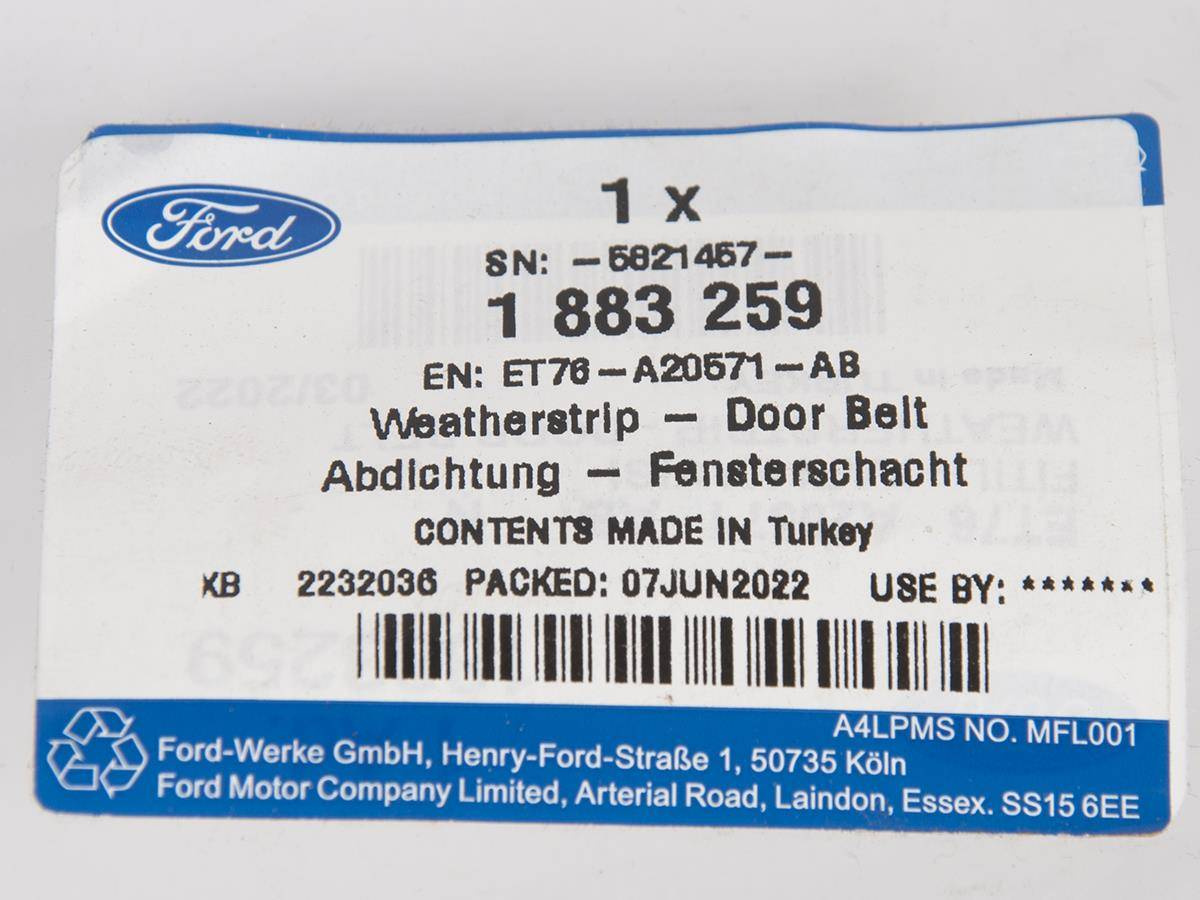 Ford
1 x
SN: -5821457-
1 883 259
EN: ET76-A20571-AB
Weatherstrip - Door Belt
Abdichtung - Fensterschacht
CONTENTS MADE IN Turkey
XB 2232036 PACKED: 07JUN2022 USE BY: *******
A4LPMS NO. MFL001
Ford-Werke GmbH, Henry-Ford-Straße 1, 50735 Köln
Ford Motor Company Limited, Arterial Road, Laindon, Essex. SS15 6EE